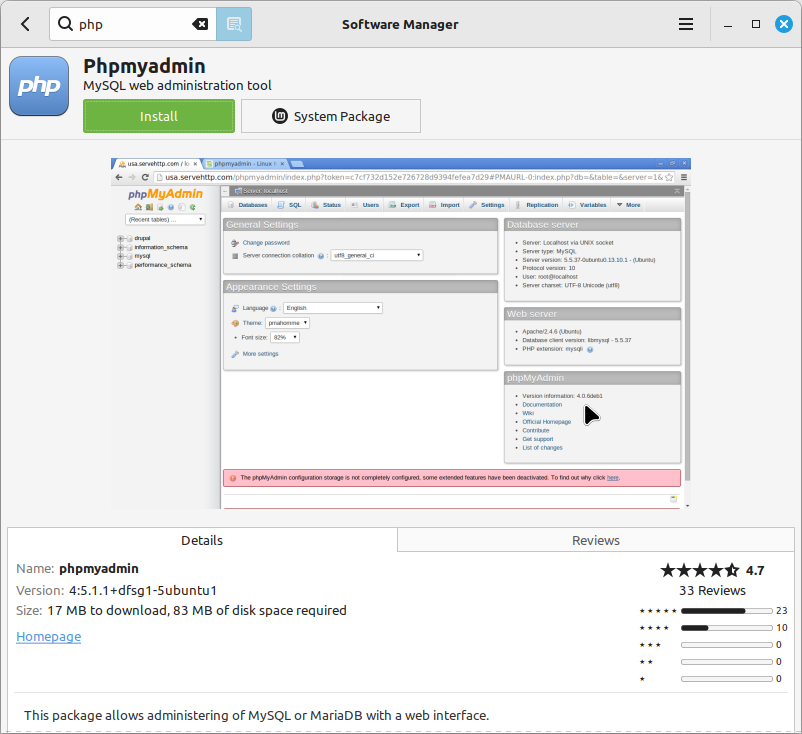 php
Software Manager
php
Phpmyadmin
MySQL web administration tool
Install
System Package
usa.servehttp.com / lo
phpmyadmin - Linux
usa.servehttp.com/phpmyadmin/index.php?token=c7cf732d152e726728d9394fefea7d29#PMAURL-0:index.php?db=&table=&server=1&
phpMyAdmin
(Recent tables) ...
drupal
information_schema
mysql
performance_schema
Server: localhost
Databases SQL Status Users Export Import Settings Replication Variables More
General Settings
Change password
Server connection collation : utf8_general_ci
Appearance Settings
Language : English
Theme: pmahomme
Font size: 82%
More settings
Database server
Server: Localhost via UNIX socket
Server type: MySQL
Server version: 5.5.37-0ubuntu0.13.10.1 - (Ubuntu)
Protocol version: 10
User: root@localhost
Server charset: UTF-8 Unicode (utf8)
Web server
Apache/2.4.6 (Ubuntu)
Database client version: libmysql - 5.5.37
PHP extension: mysqli
phpMyAdmin
Version information: 4.0.6deb1
Documentation
Wiki
Official Homepage
Contribute
Get support
List of changes
The phpMyAdmin configuration storage is not completely configured, some extended features have been deactivated. To find out why click here.
Details
Reviews
Name: phpmyadmin
Version: 4:5.1.1+dfsg1-5ubuntu1
Size: 17 MB to download, 83 MB of disk space required
Homepage
4.7
33 Reviews
23
10
0
0
0
This package allows administering of MySQL or MariaDB with a web interface.